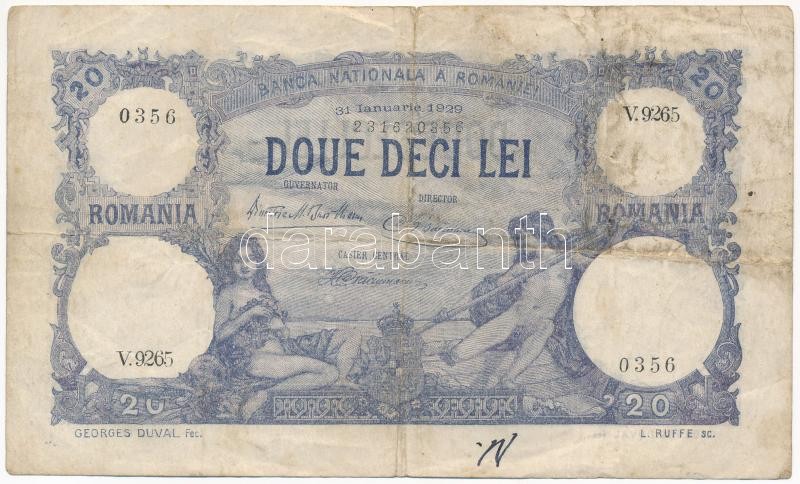 20
20
BANCA NATIONALA A ROMANIEI
31 Ianuarie 1929
0356
V.9265
231620356
DOUE DECI LEI
GUVERNATOR
DIRECTOR
ROMANIA
ROMANIA
darabanth
CASIER CENTRAL
V.9265
0356
20
20
GEORGES DUVAL Fec.
L. RUFFE SC.